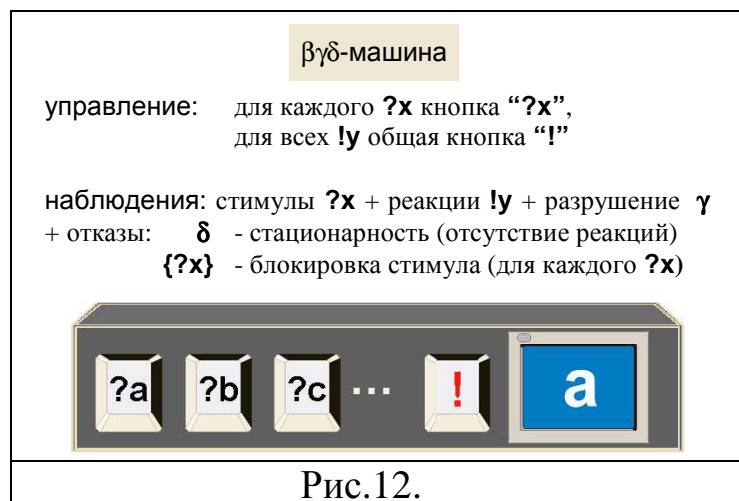 βγδ-машина
управление: для каждого ?x кнопка “?x”,
для всех !y общая кнопка “!”
наблюдения: стимулы ?x + реакции !y + разрушение γ
+ отказы: δ - стационарность (отсутствие реакций)
{?x} - блокировка стимула (для каждого ?x)
?a ?b ?c ... ! a
Рис.12.